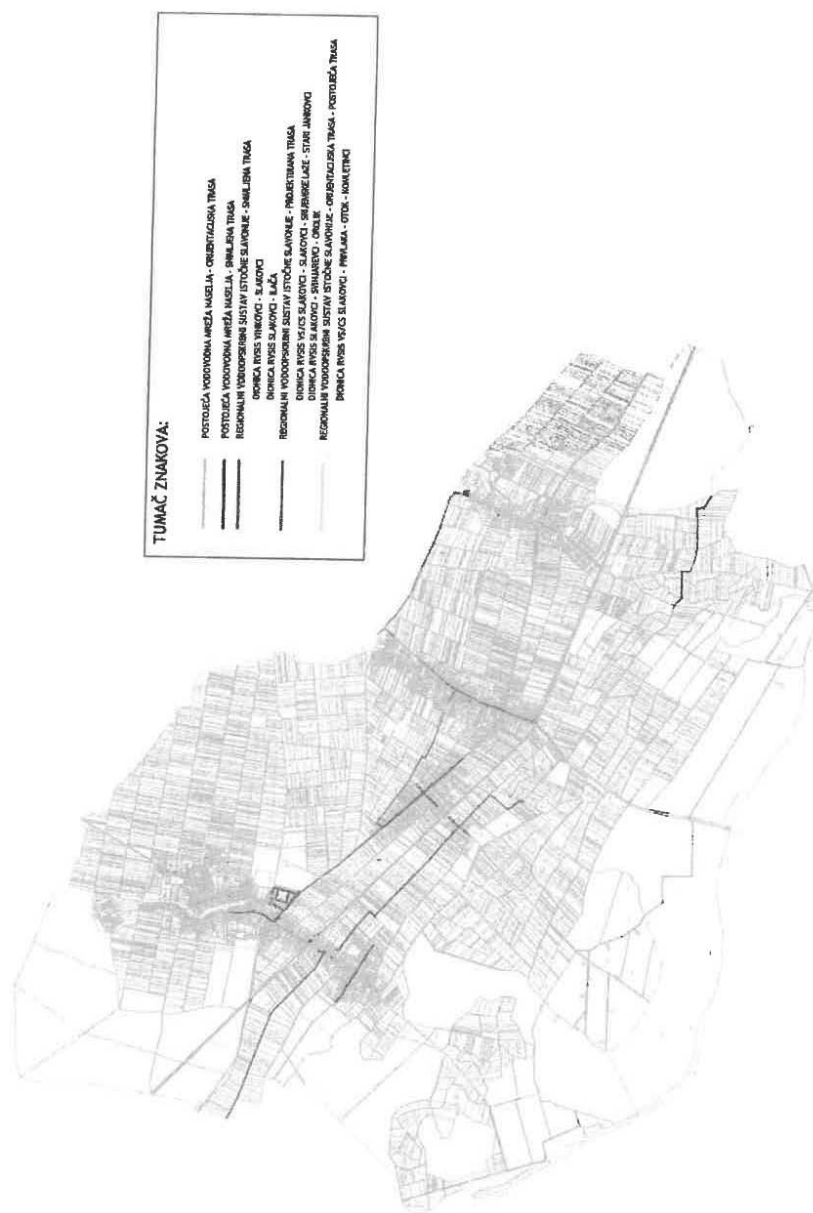 TUMAČ ZNAKOVA:
POSTOJEĆA VODOVODNA MREŽA NASELJA - ORIJENTACIJSKA TRASA
POSTOJEĆA VODOVODNA MREŽA NASELJA - SNIMLJENA TRASA
REGIONALNI VODOOPSKRBNI SUSTAV ISTOČNE SLAVONIJE - SNIMLJENA TRASA
DIONICA RVSIS VINKOVCI - SLAKOVCI
DIONICA RVSIS SLAKOVCI - ILAČA
REGIONALNI VODOOPSKRBNI SUSTAV ISTOČNE SLAVONIJE - PROJEKTIRANA TRASA
DIONICA RVSIS VS/CS SLAKOVCI - SLAKOVCI - SRIJEMSKE LAZE - STARI JANKOVCI
DIONICA RVSIS SLAKOVCI - SVINJAREVCI - OROLIK
REGIONALNI VODOOPSKRBNI SUSTAV ISTOČNE SLAVONIJE - ORIJENTACIJSKA TRASA - POSTOJEĆA TRASA
DIONICA RVSIS VS/CS SLAKOVCI - PRIVLAKA - OTOK - KOMLETINCI